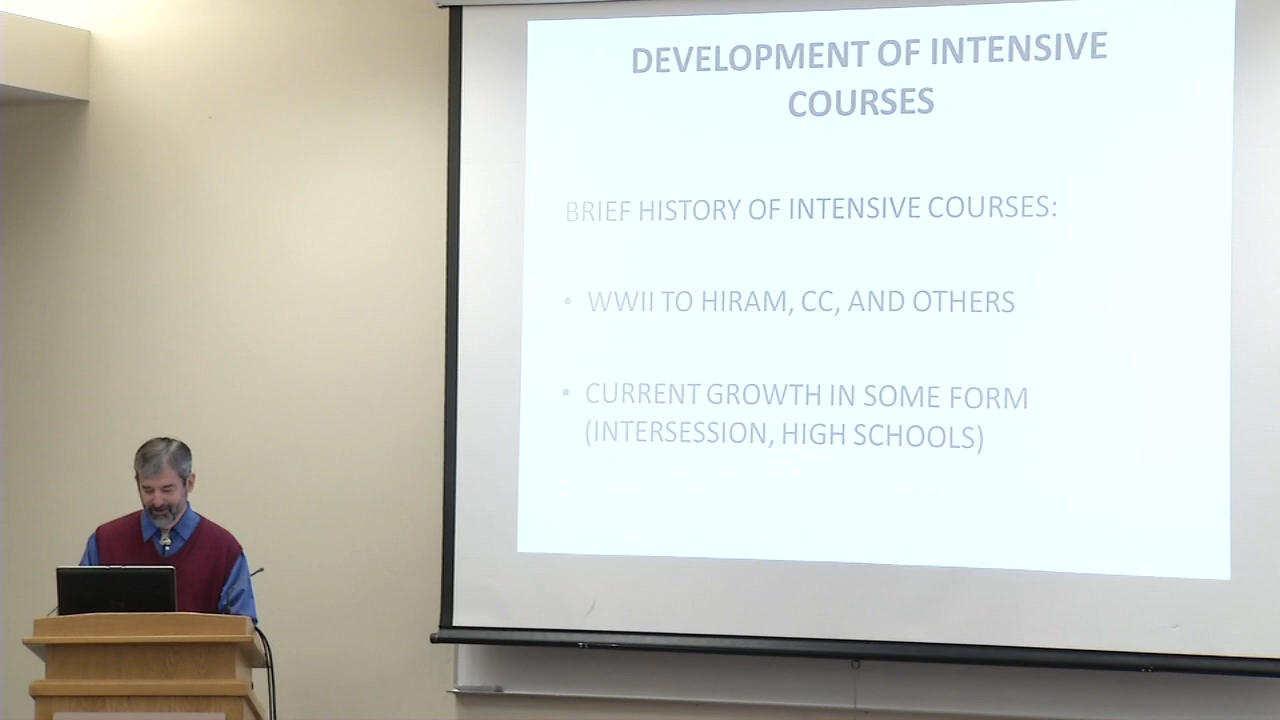 DEVELOPMENT OF INTENSIVE
COURSES
BRIEF HISTORY OF INTENSIVE COURSES:
• WWII TO HIRAM, CC, AND OTHERS
• CURRENT GROWTH IN SOME FORM
(INTERSESSION, HIGH SCHOOLS)